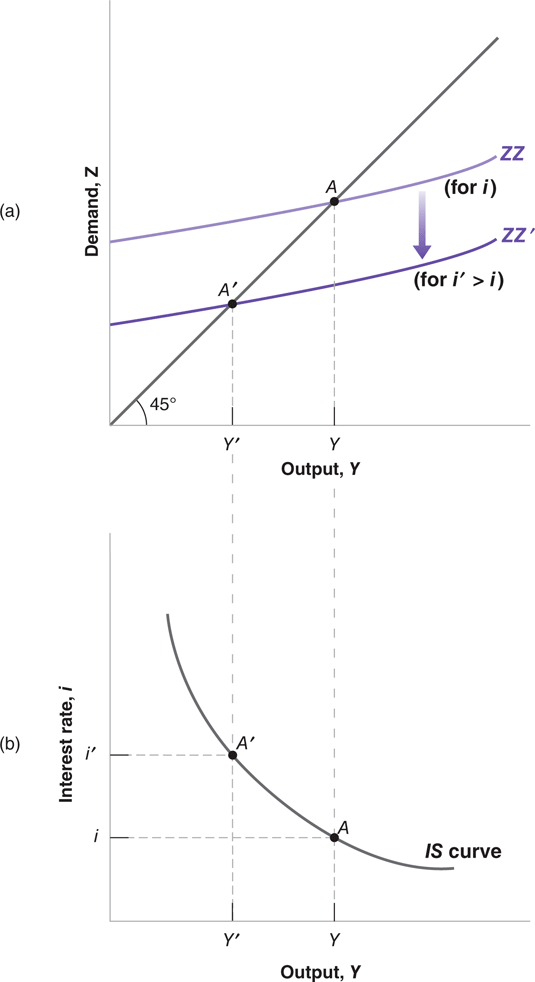 (a)
Demand, Z
ZZ
A
(for i)
ZZ′
A′
(for i′ > i)
45°
Y′
Y
Output, Y
(b)
Interest rate, i
A′
i′
A
i
IS curve
Y′
Y
Output, Y